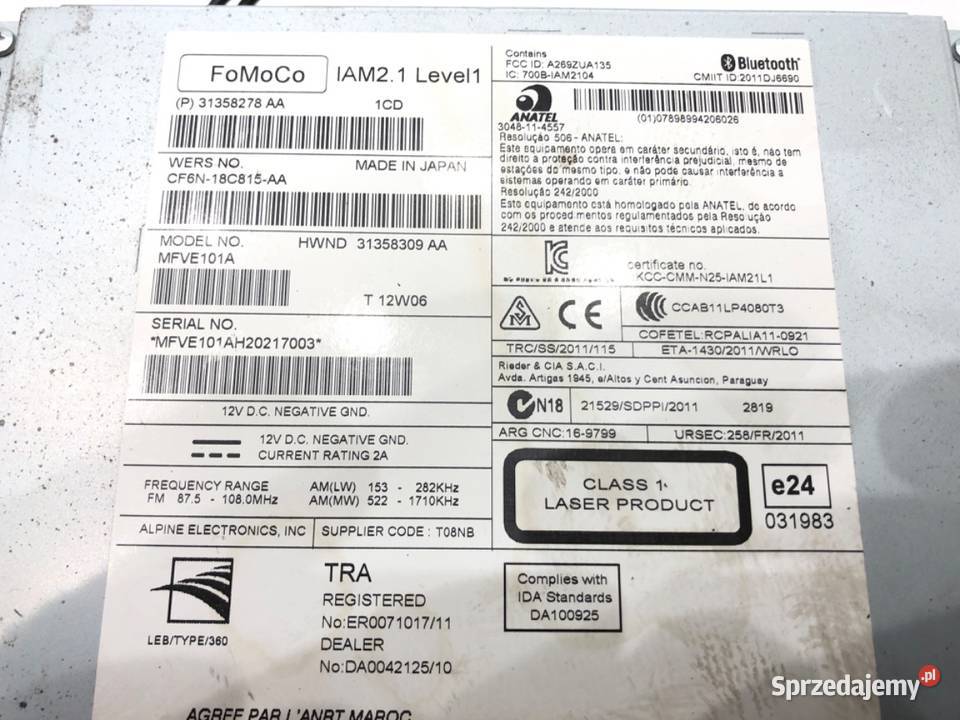 FoMoCo
IAM2.1 Level1
(P) 31358278 AA
1CD
WERS NO.
MADE IN JAPAN
CF6N-18C815-AA
MODEL NO.
HWND 31358309 AA
MFVE101A
T 12W06
SERIAL NO.
*MFVE101AH20217003*
12V D.C. NEGATIVE GND.
12V D.C. NEGATIVE GND.
CURRENT RATING 2A
FREQUENCY RANGE
FM 87.5 - 108.0MHz
AM(LW) 153 - 282KHz
AM(MW) 522 - 1710KHz
ALPINE ELECTRONICS, INC
SUPPLIER CODE : T08NB
LEB/TYPE/360
TRA
REGISTERED
No:ER0071017/11
DEALER
No:DA0042125/10
AGREE PAR L'ANRT MAROC
Contains
FCC ID: A269ZUA135
IC: 700B-IAM2104
Bluetooth
CMIIT ID:2011DJ6690
ANATEL
3048-11-4557
(01)07898994206026
Resolução 506 - ANATEL:
Este equipamento opera em caráter secundário, isto é, não tem
direito a proteção contra interferência prejudicial, mesmo de
estações do mesmo tipo, e não pode causar interferência a
sistemas operando em caráter primário.
Resolução 242/2000
Este equipamento está homologado pela ANATEL, de acordo
com os procedimentos regulamentados pela Resolução
242/2000 e atende aos requisitos técnicos aplicados.
certificate no.
KCC-CMM-N25-IAM21L1
CE
CCAB11LP4080T3
COFETEL:RCPALIA11-0921
TRC/SS/2011/115
ETA-1430/2011/WRLO
Rieder & CIA S.A.C.I.
Avda. Artigas 1945, e/Altos y Cent Asuncion, Paraguay
N18
21529/SDPPI/2011
2819
ARG CNC:16-9799
URSEC:258/FR/2011
CLASS 1
LASER PRODUCT
e24
031983
Complies with
IDA Standards
DA100925
Sprzedajemy.pl